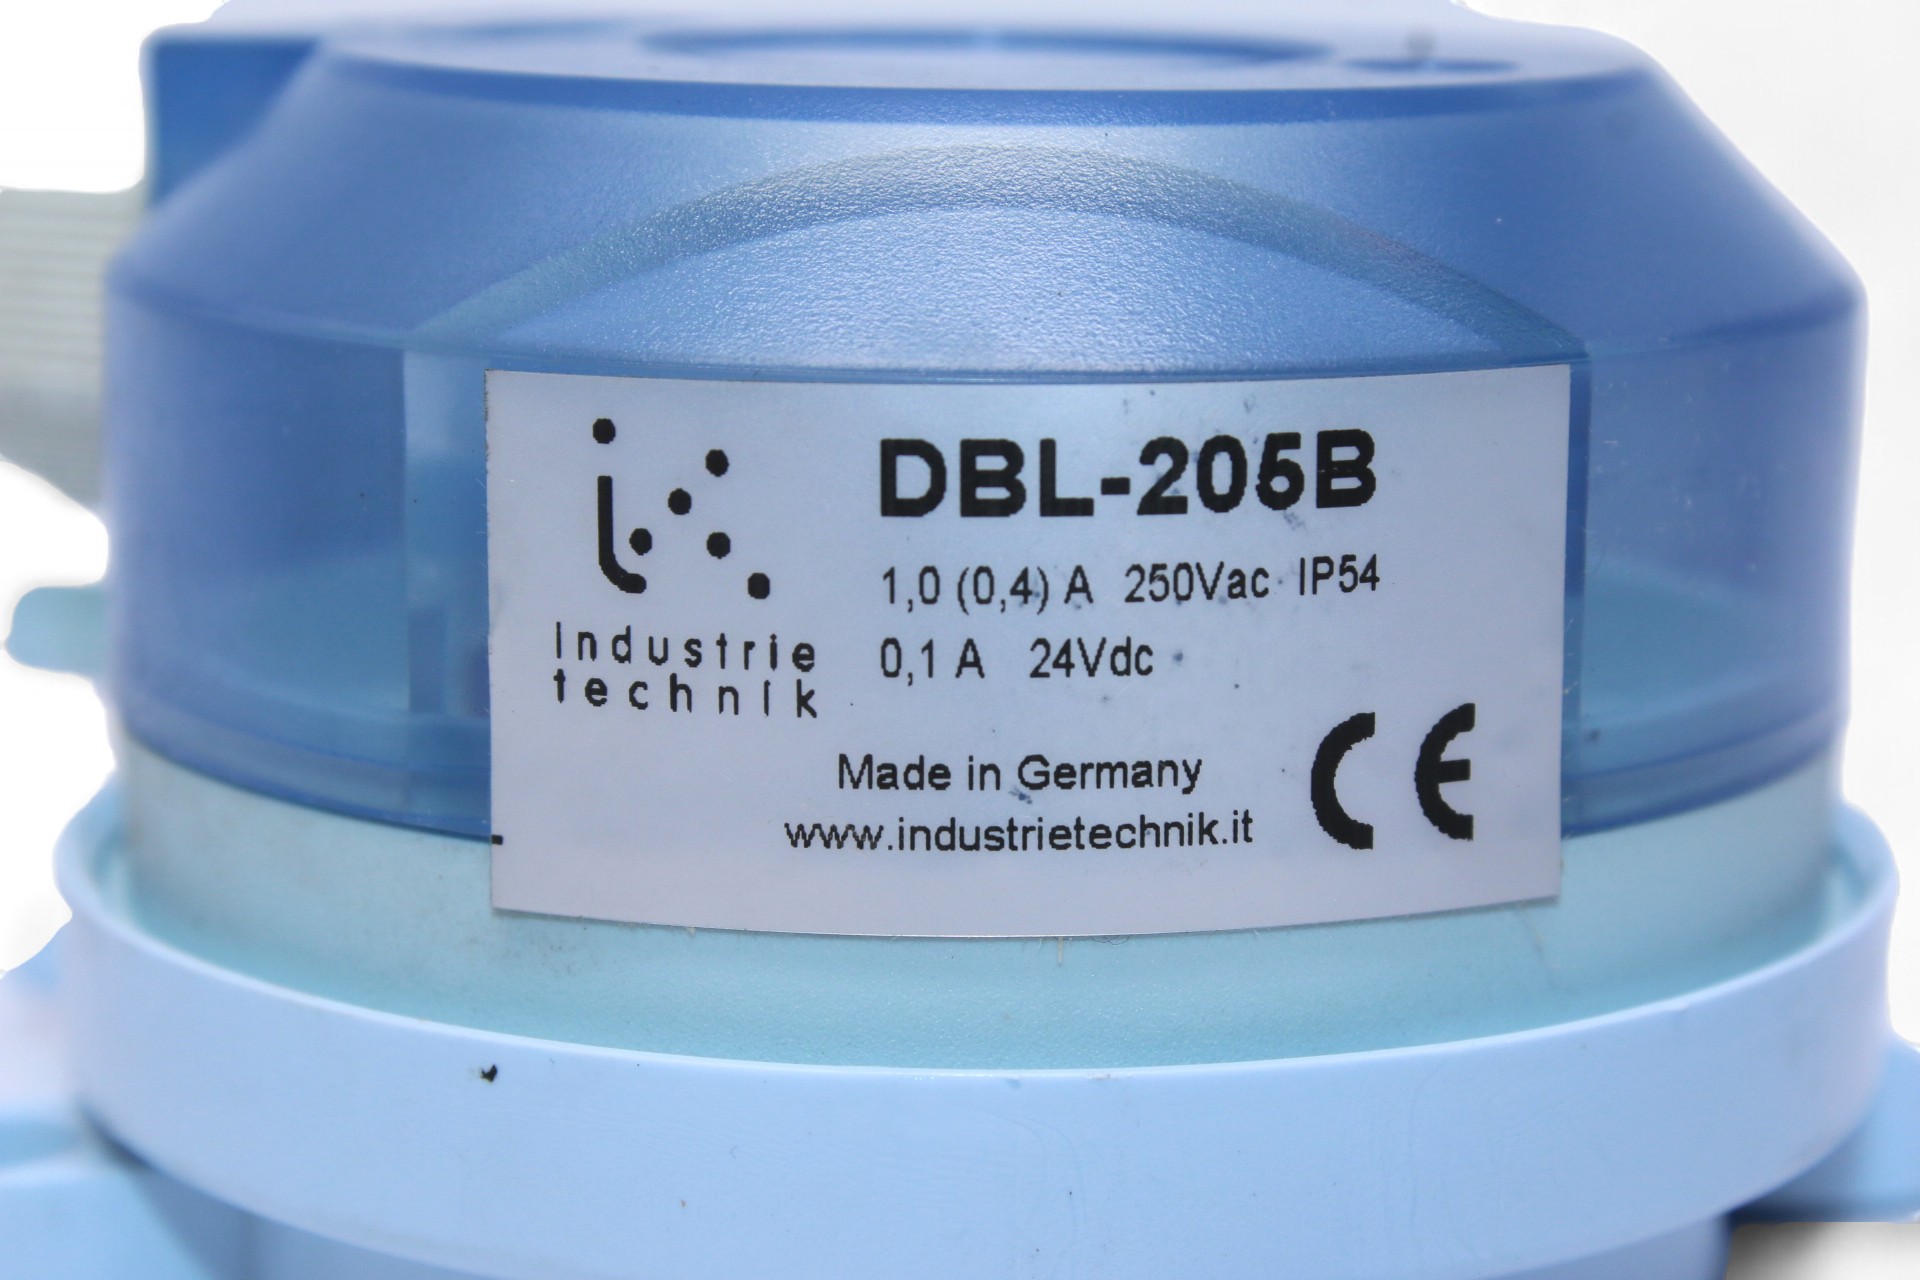 ik
industrie
technik
DBL-205B
1,0 (0,4) A 250Vac IP54
0,1 A 24Vdc
Made in Germany
www.industrietechnik.it
CE